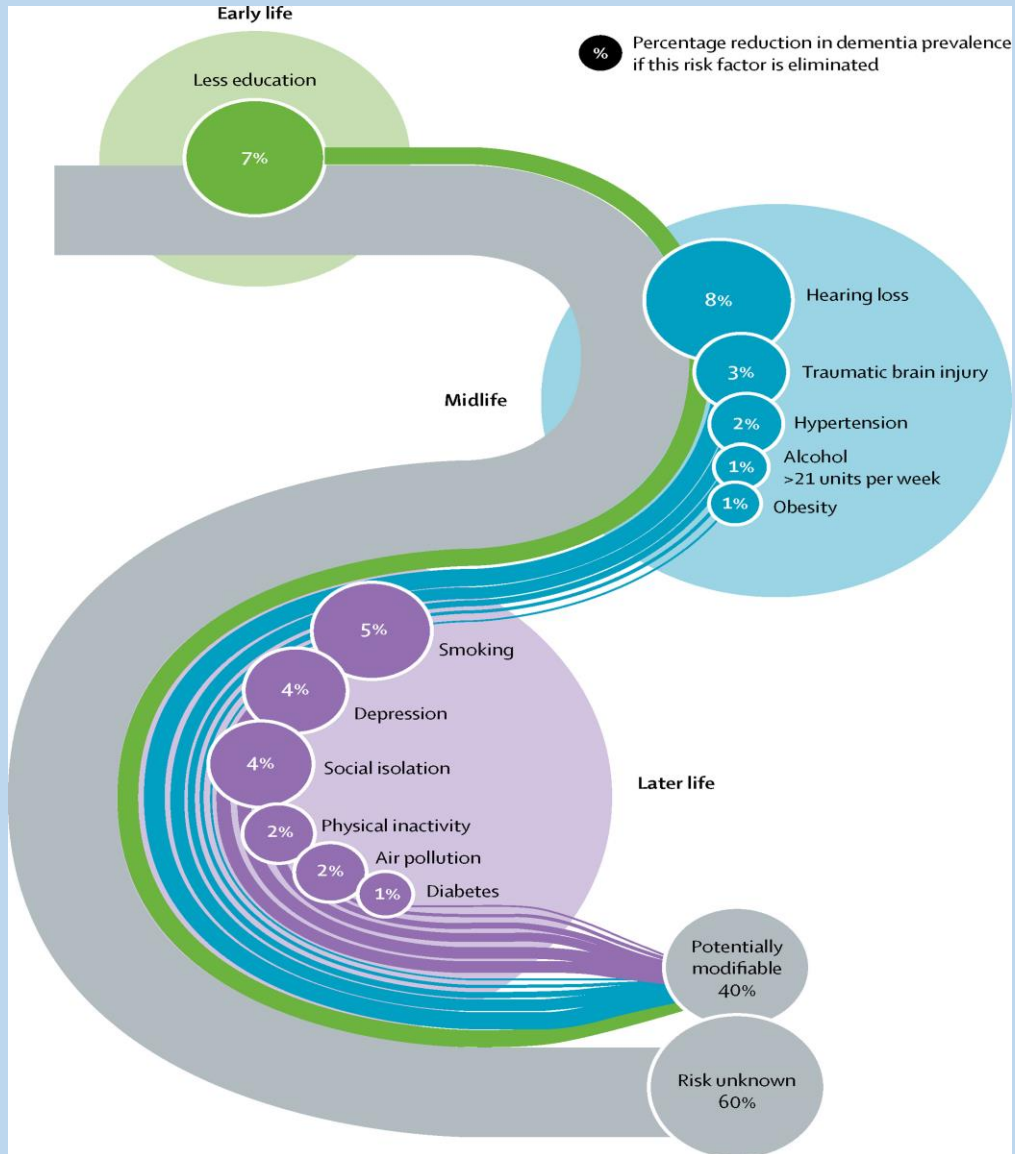 Early life
% Percentage reduction in dementia prevalence
if this risk factor is eliminated
Less education
7%
8%
Hearing loss
3%
Traumatic brain injury
Midlife
2%
Hypertension
1%
Alcohol
>21 units per week
1%
Obesity
5%
Smoking
4%
Depression
4%
Social isolation
Later life
2%
Physical inactivity
2%
Air pollution
1%
Diabetes
Potentially
modifiable
40%
Risk unknown
60%